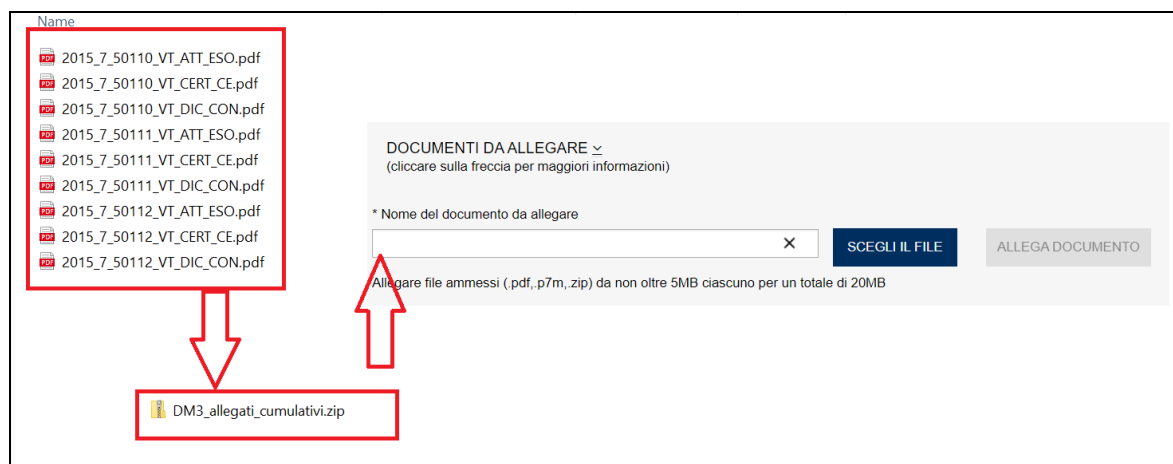 Name
2015_7_50110_VT_ATT_ESO.pdf
2015_7_50110_VT_CERT_CE.pdf
2015_7_50110_VT_DIC_CON.pdf
2015_7_50111_VT_ATT_ESO.pdf
2015_7_50111_VT_CERT_CE.pdf
2015_7_50111_VT_DIC_CON.pdf
2015_7_50112_VT_ATT_ESO.pdf
2015_7_50112_VT_CERT_CE.pdf
2015_7_50112_VT_DIC_CON.pdf
DM3_allegati_cumulativi.zip
DOCUMENTI DA ALLEGARE
(cliccare sulla freccia per maggiori informazioni)
* Nome del documento da allegare
SCEGLI IL FILE
ALLEGA DOCUMENTO
Allegare file ammessi (.pdf,.p7m,.zip) da non oltre 5MB ciascuno per un totale di 20MB